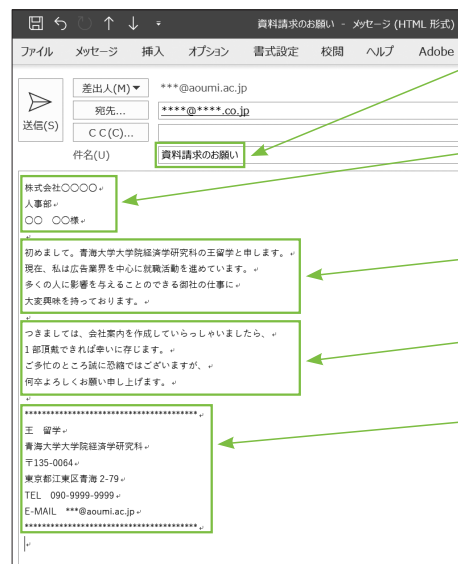 資料請求のお願い - メッセージ (HTML 形式)
ファイル メッセージ 挿入 オプション 書式設定 校閲 ヘルプ Adobe
差出人(M) ***@aoumi.ac.jp
送信(S)
宛先... ****@****.co.jp
C C (C)...
件名(U) 資料請求のお願い
株式会社○○○○
人事部
○○ ○○様
初めまして。青海大学大学院経済学研究科の王留学と申します。
現在、私は広告業界を中心に就職活動を進めています。
多くの人に影響を与えることのできる御社の仕事に
大変興味を持っております。
つきましては、会社案内を作成していらっしゃいましたら、
1 部頂戴できれば幸いに存じます。
ご多忙のところ誠に恐縮ではございますが、
何卒よろしくお願い申し上げます。
****************************************
王 留学
青海大学大学院経済学研究科
〒135-0064
東京都江東区青海 2-79
TEL 090-9999-9999
E-MAIL ***@aoumi.ac.jp
****************************************